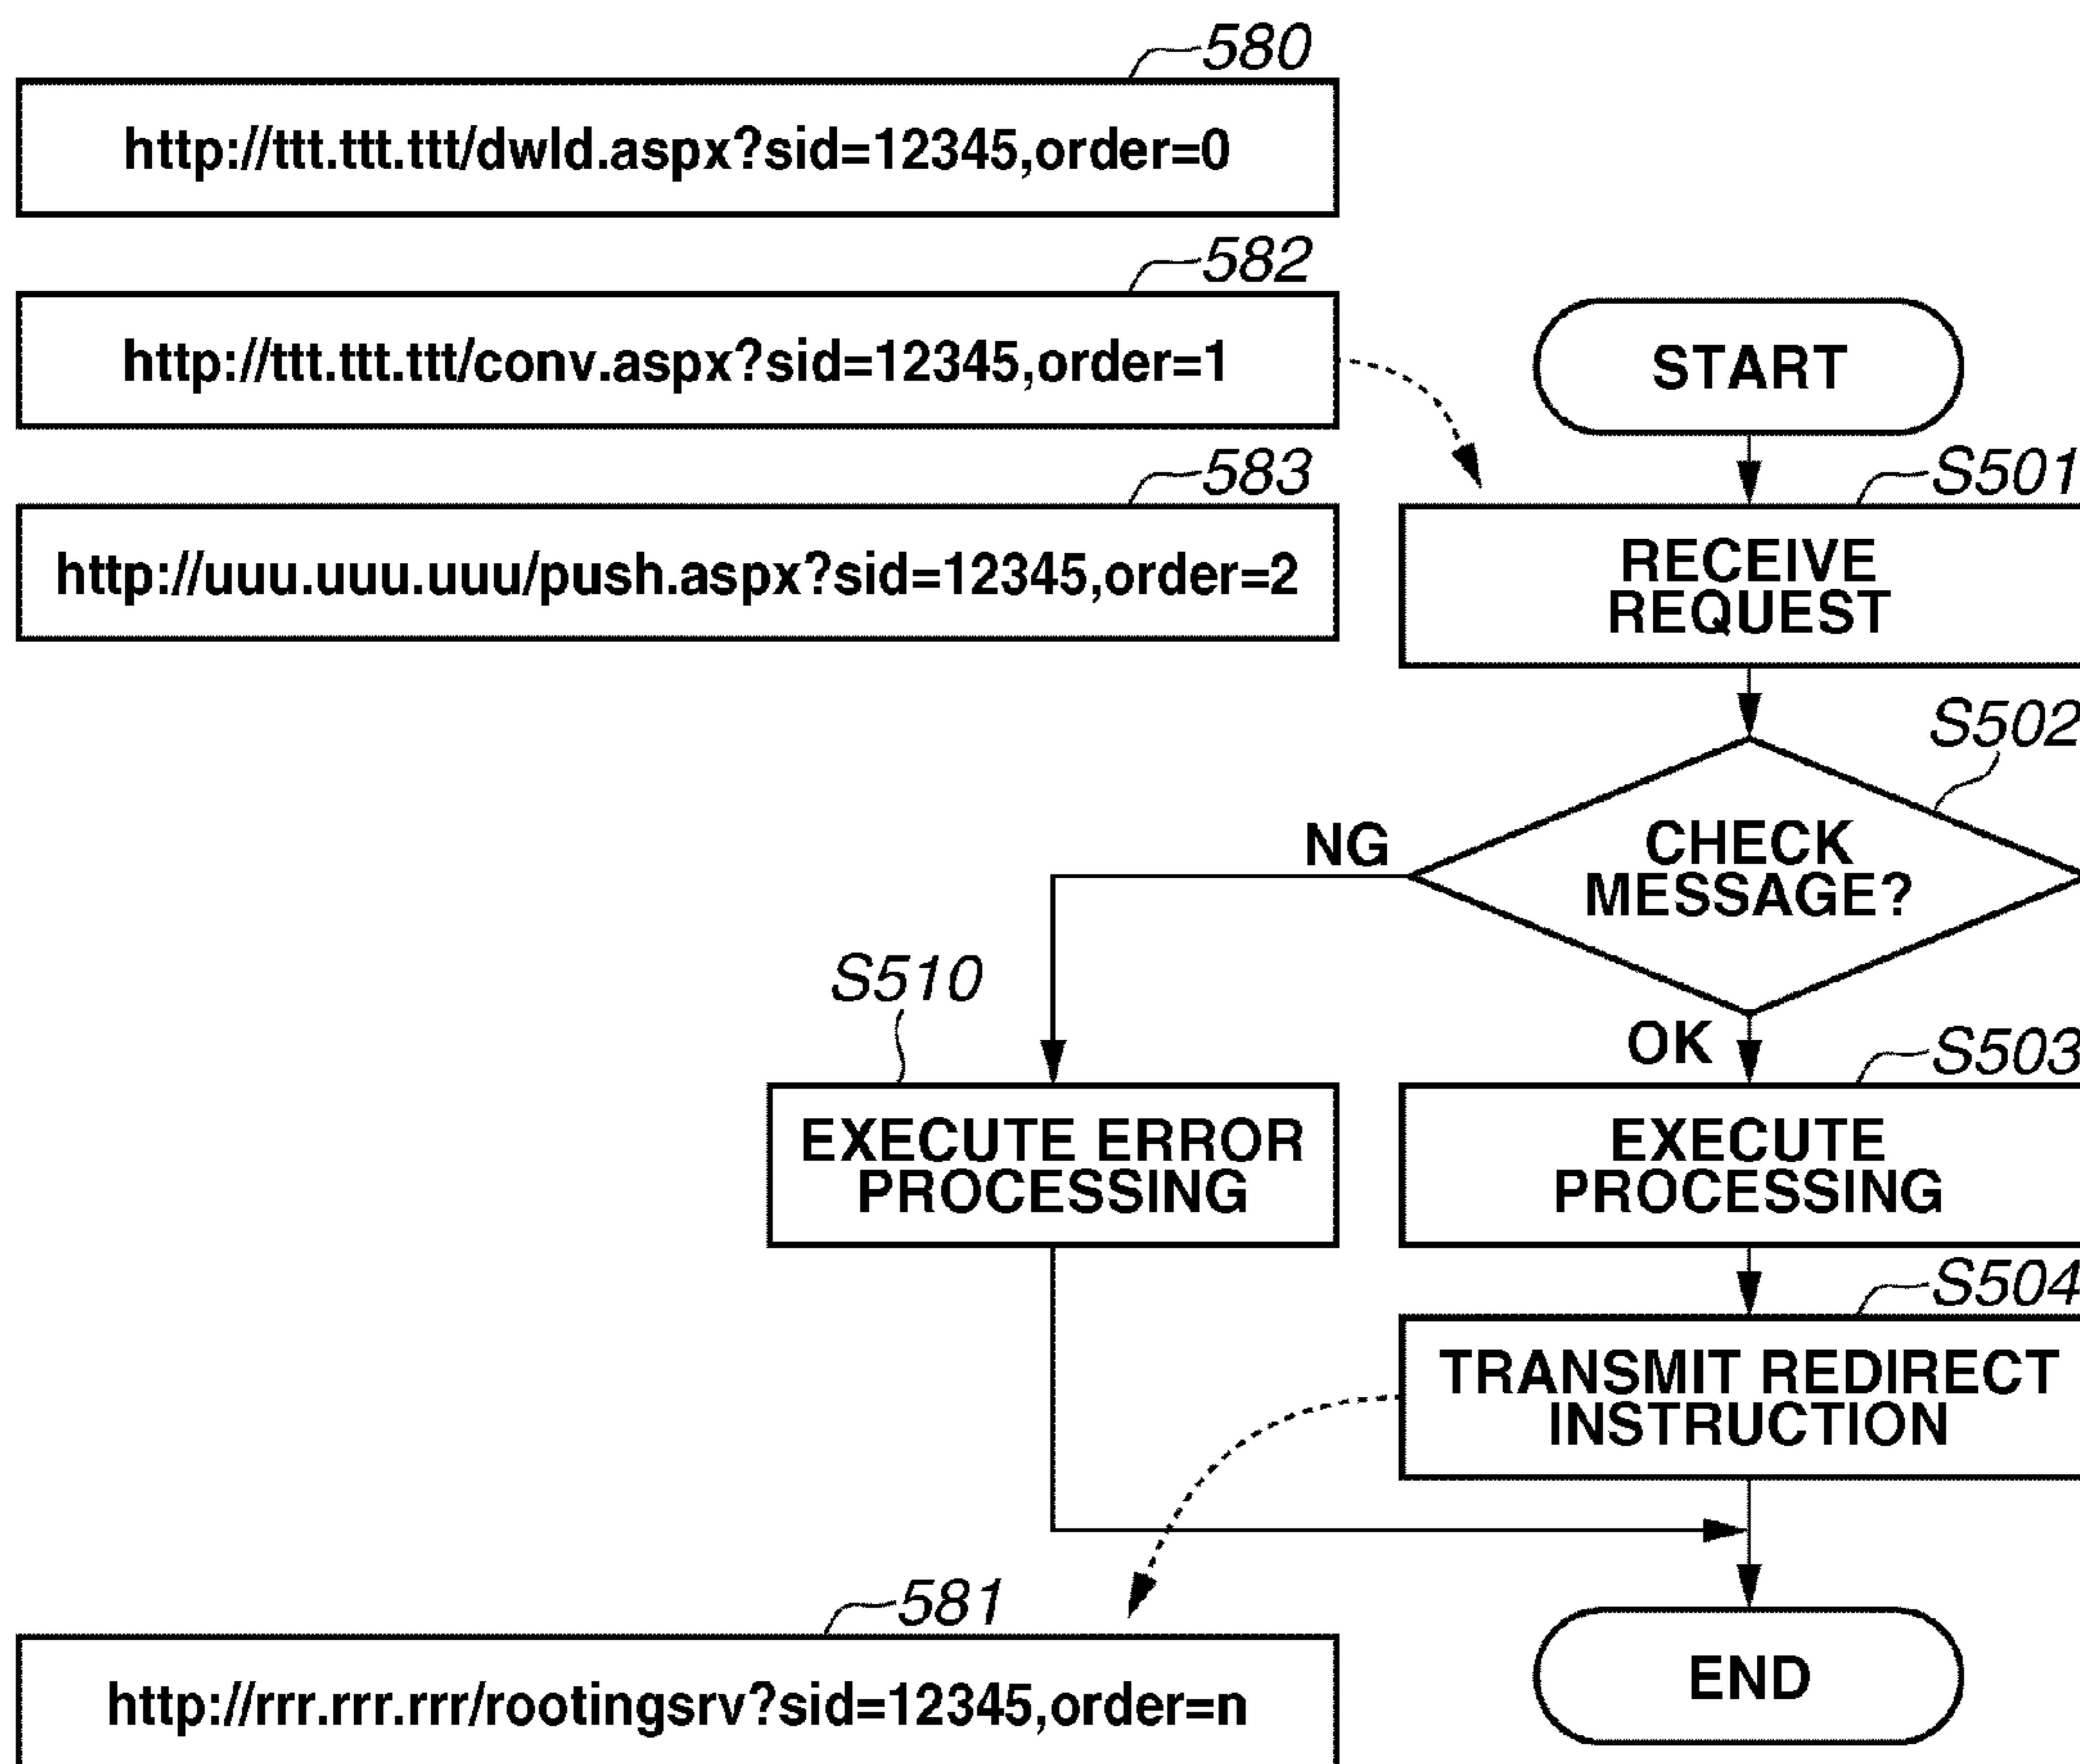 580
http://ttt.ttt.ttt/dwld.aspx?sid=12345,order=0
582
http://ttt.ttt.ttt/conv.aspx?sid=12345,order=1
START
583
S501
http://uuu.uuu.uuu/push.aspx?sid=12345,order=2
RECEIVE
REQUEST
S502
NG
CHECK
MESSAGE?
S510
OK
S503
EXECUTE ERROR
PROCESSING
EXECUTE
PROCESSING
S504
TRANSMIT REDIRECT
INSTRUCTION
581
http://rrr.rrr.rrr/rootingsrv?sid=12345,order=n
END